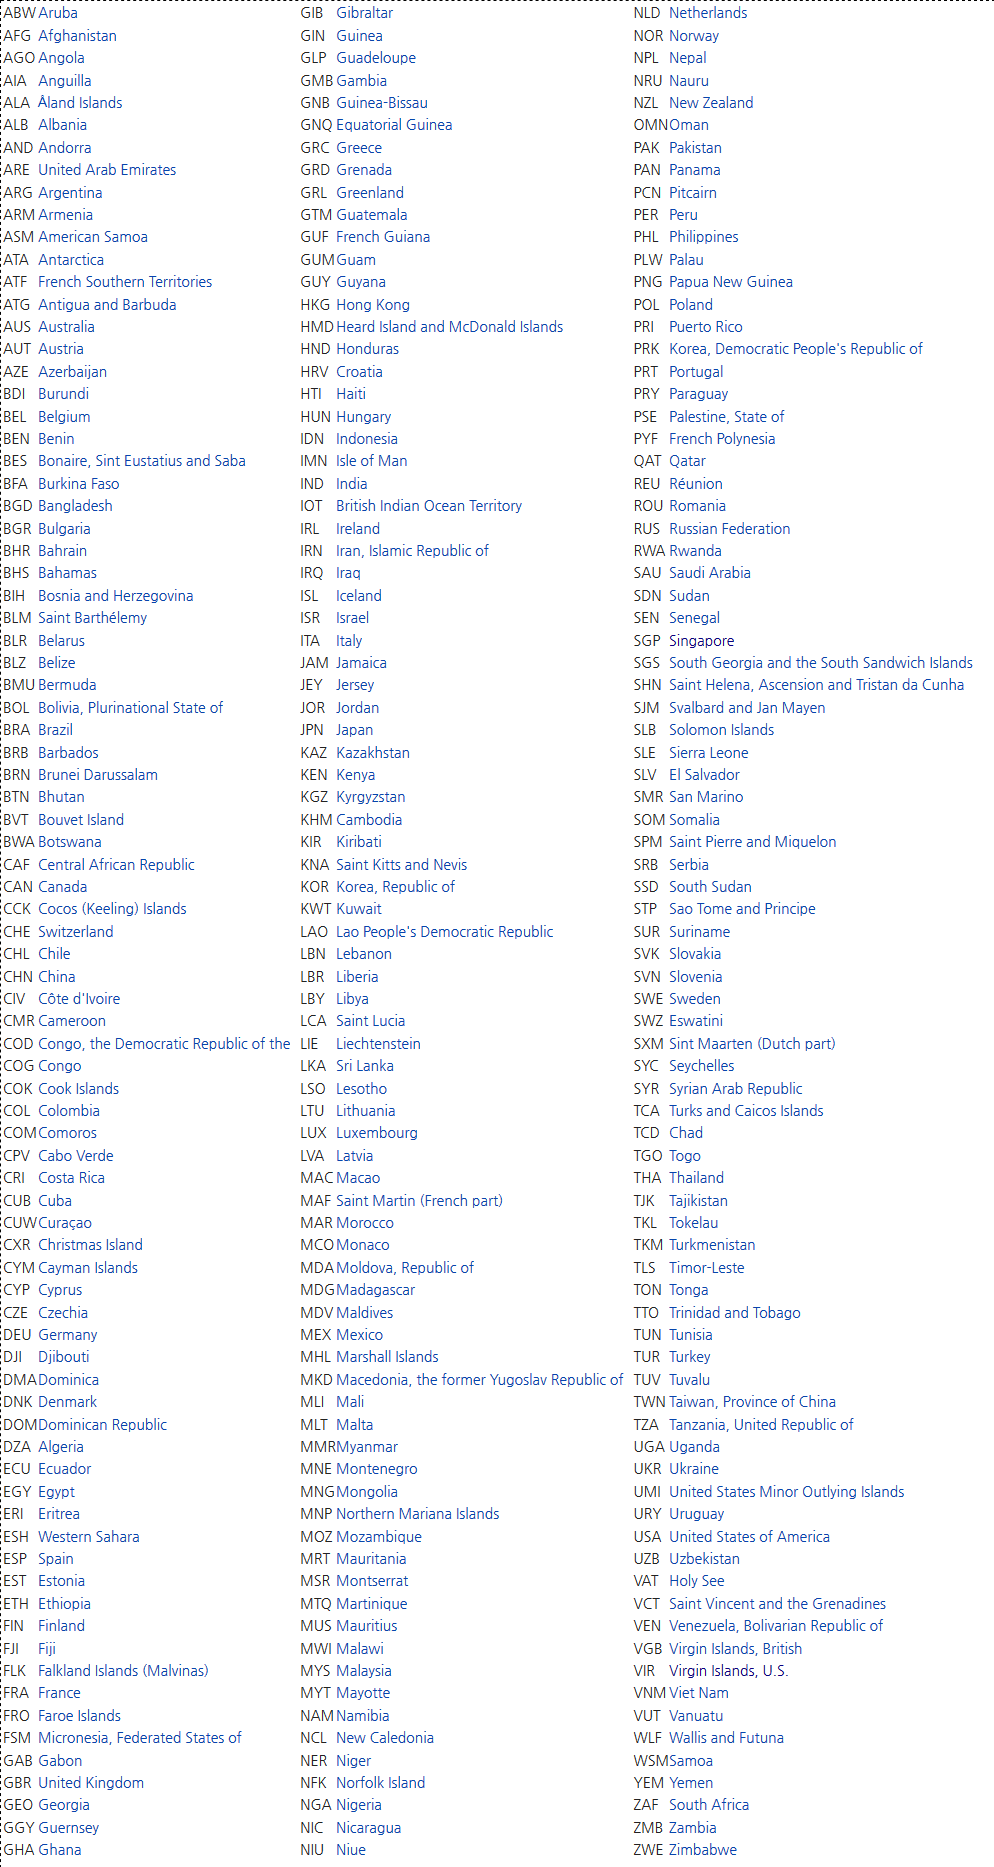 ABW Aruba
AFG Afghanistan
AGO Angola
AIA Anguilla
ALA Åland Islands
ALB Albania
AND Andorra
ARE United Arab Emirates
ARG Argentina
ARM Armenia
ASM American Samoa
ATA Antarctica
ATF French Southern Territories
ATG Antigua and Barbuda
AUS Australia
AUT Austria
AZE Azerbaijan
BDI Burundi
BEL Belgium
BEN Benin
BES Bonaire, Sint Eustatius and Saba
BFA Burkina Faso
BGD Bangladesh
BGR Bulgaria
BHR Bahrain
BHS Bahamas
BIH Bosnia and Herzegovina
BLM Saint Barthélemy
BLR Belarus
BLZ Belize
BMU Bermuda
BOL Bolivia, Plurinational State of
BRA Brazil
BRB Barbados
BRN Brunei Darussalam
BTN Bhutan
BVT Bouvet Island
BWA Botswana
CAF Central African Republic
CAN Canada
CCK Cocos (Keeling) Islands
CHE Switzerland
CHL Chile
CHN China
CIV Côte d'Ivoire
CMR Cameroon
COD Congo, the Democratic Republic of the
COG Congo
COK Cook Islands
COL Colombia
COM Comoros
CPV Cabo Verde
CRI Costa Rica
CUB Cuba
CUW Curaçao
CXR Christmas Island
CYM Cayman Islands
CYP Cyprus
CZE Czechia
DEU Germany
DJI Djibouti
DMA Dominica
DNK Denmark
DOM Dominican Republic
DZA Algeria
ECU Ecuador
EGY Egypt
ERI Eritrea
ESH Western Sahara
ESP Spain
EST Estonia
ETH Ethiopia
FIN Finland
FJI Fiji
FLK Falkland Islands (Malvinas)
FRA France
FRO Faroe Islands
FSM Micronesia, Federated States of
GAB Gabon
GBR United Kingdom
GEO Georgia
GGY Guernsey
GHA Ghana
GIB Gibraltar
GIN Guinea
GLP Guadeloupe
GMB Gambia
GNB Guinea-Bissau
GNQ Equatorial Guinea
GRC Greece
GRD Grenada
GRL Greenland
GTM Guatemala
GUF French Guiana
GUM Guam
GUY Guyana
HKG Hong Kong
HMD Heard Island and McDonald Islands
HND Honduras
HRV Croatia
HTI Haiti
HUN Hungary
IDN Indonesia
IMN Isle of Man
IND India
IOT British Indian Ocean Territory
IRL Ireland
IRN Iran, Islamic Republic of
IRQ Iraq
ISL Iceland
ISR Israel
ITA Italy
JAM Jamaica
JEY Jersey
JOR Jordan
JPN Japan
KAZ Kazakhstan
KEN Kenya
KGZ Kyrgyzstan
KHM Cambodia
KIR Kiribati
KNA Saint Kitts and Nevis
KOR Korea, Republic of
KWT Kuwait
LAO Lao People's Democratic Republic
LBN Lebanon
LBR Liberia
LBY Libya
LCA Saint Lucia
LIE Liechtenstein
LKA Sri Lanka
LSO Lesotho
LTU Lithuania
LUX Luxembourg
LVA Latvia
MAC Macao
MAF Saint Martin (French part)
MAR Morocco
MCO Monaco
MDA Moldova, Republic of
MDG Madagascar
MDV Maldives
MEX Mexico
MHL Marshall Islands
MKD Macedonia, the former Yugoslav Republic of
MLI Mali
MLT Malta
MMR Myanmar
MNE Montenegro
MNG Mongolia
MNP Northern Mariana Islands
MOZ Mozambique
MRT Mauritania
MSR Montserrat
MTQ Martinique
MUS Mauritius
MWI Malawi
MYS Malaysia
MYT Mayotte
NAM Namibia
NCL New Caledonia
NER Niger
NFK Norfolk Island
NGA Nigeria
NIC Nicaragua
NIU Niue
NLD Netherlands
NOR Norway
NPL Nepal
NRU Nauru
NZL New Zealand
OMN Oman
PAK Pakistan
PAN Panama
PCN Pitcairn
PER Peru
PHL Philippines
PLW Palau
PNG Papua New Guinea
POL Poland
PRI Puerto Rico
PRK Korea, Democratic People's Republic of
PRT Portugal
PRY Paraguay
PSE Palestine, State of
PYF French Polynesia
QAT Qatar
REU Réunion
ROU Romania
RUS Russian Federation
RWA Rwanda
SAU Saudi Arabia
SDN Sudan
SEN Senegal
SGP Singapore
SGS South Georgia and the South Sandwich Islands
SHN Saint Helena, Ascension and Tristan da Cunha
SJM Svalbard and Jan Mayen
SLB Solomon Islands
SLE Sierra Leone
SLV El Salvador
SMR San Marino
SOM Somalia
SPM Saint Pierre and Miquelon
SRB Serbia
SSD South Sudan
STP Sao Tome and Principe
SUR Suriname
SVK Slovakia
SVN Slovenia
SWE Sweden
SWZ Eswatini
SXM Sint Maarten (Dutch part)
SYC Seychelles
SYR Syrian Arab Republic
TCA Turks and Caicos Islands
TCD Chad
TGO Togo
THA Thailand
TJK Tajikistan
TKL Tokelau
TKM Turkmenistan
TLS Timor-Leste
TON Tonga
TTO Trinidad and Tobago
TUN Tunisia
TUR Turkey
TUV Tuvalu
TWN Taiwan, Province of China
TZA Tanzania, United Republic of
UGA Uganda
UKR Ukraine
UMI United States Minor Outlying Islands
URY Uruguay
USA United States of America
UZB Uzbekistan
VAT Holy See
VCT Saint Vincent and the Grenadines
VEN Venezuela, Bolivarian Republic of
VGB Virgin Islands, British
VIR Virgin Islands, U.S.
VNM Viet Nam
VUT Vanuatu
WLF Wallis and Futuna
WSM Samoa
YEM Yemen
ZAF South Africa
ZMB Zambia
ZWE Zimbabwe